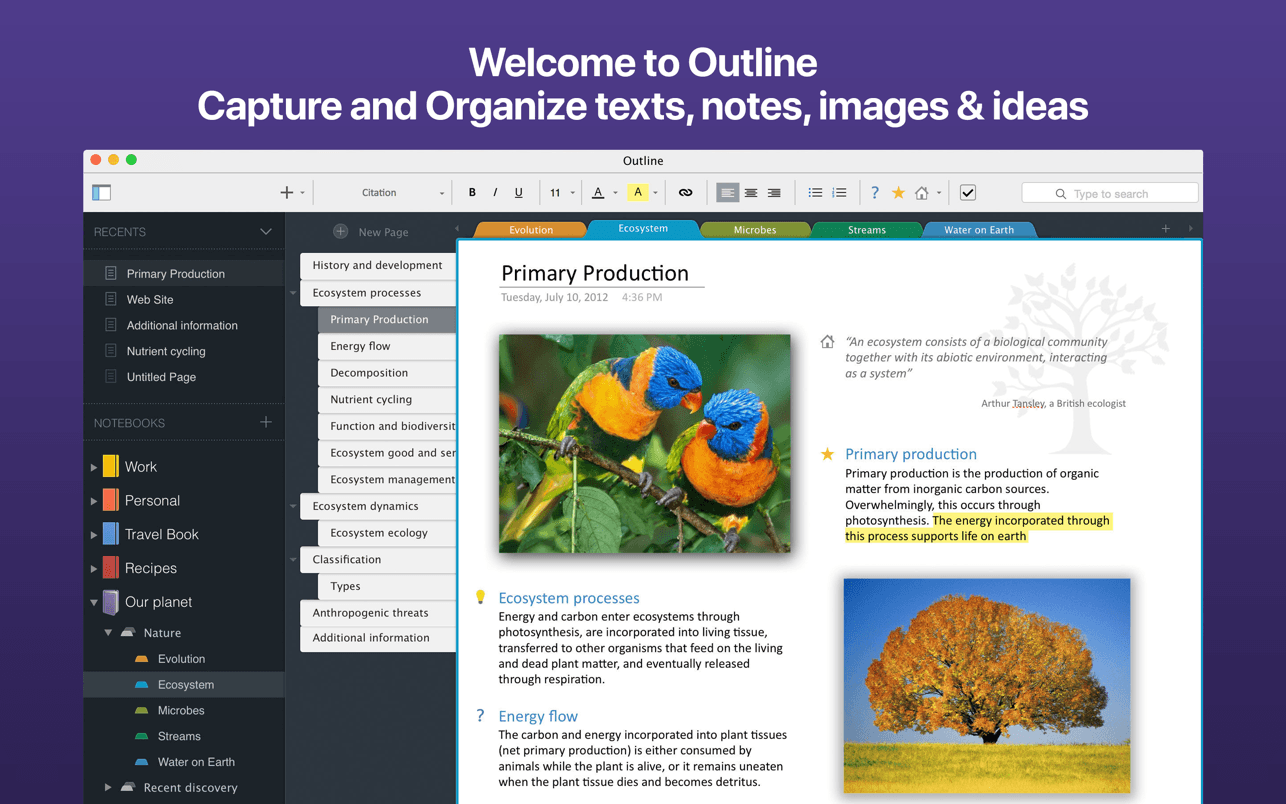 Welcome to Outline
Capture and Organize texts, notes, images & ideas
Outline
Citation
B I U
11
A
A
?
Type to search
RECENTS
Primary Production
Web Site
Additional information
Nutrient cycling
Untitled Page
NOTEBOOKS
Work
Personal
Travel Book
Recipes
Our planet
Nature
Evolution
Ecosystem
Microbes
Streams
Water on Earth
Recent discovery
New Page
History and development
Ecosystem processes
Primary Production
Energy flow
Decomposition
Nutrient cycling
Function and biodiversit
Ecosystem good and ser
Ecosystem management
Ecosystem dynamics
Ecosystem ecology
Classification
Types
Anthropogenic threats
Additional information
Evolution
Ecosystem
Microbes
Streams
Water on Earth
Primary Production
Tuesday, July 10, 2012 4:36 PM
“An ecosystem consists of a biological community
together with its abiotic environment, interacting
as a system”
Arthur Tansley, a British ecologist
Primary production
Primary production is the production of organic
matter from inorganic carbon sources.
Overwhelmingly, this occurs through
photosynthesis. The energy incorporated through
this process supports life on earth
Ecosystem processes
Energy and carbon enter ecosystems through
photosynthesis, are incorporated into living tissue,
transferred to other organisms that feed on the living
and dead plant matter, and eventually released
through respiration.
? Energy flow
The carbon and energy incorporated into plant tissues
(net primary production) is either consumed by
animals while the plant is alive, or it remains uneaten
when the plant tissue dies and becomes detritus.